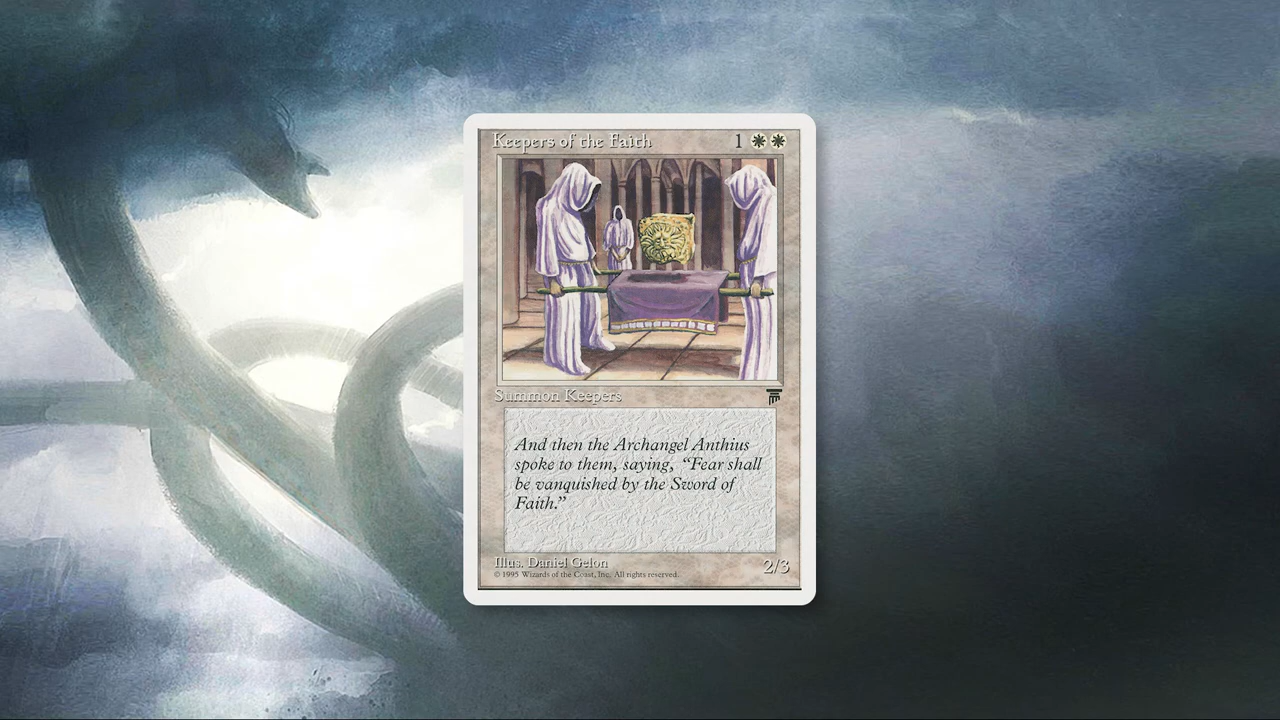 Keepers of the Faith 1
Summon Keepers
And then the Archangel Anthius
spoke to them, saying, “Fear shall
be vanquished by the Sword of
Faith.”
Illus. Daniel Gelon
© 1995 Wizards of the Coast, Inc. All rights reserved.
2/3